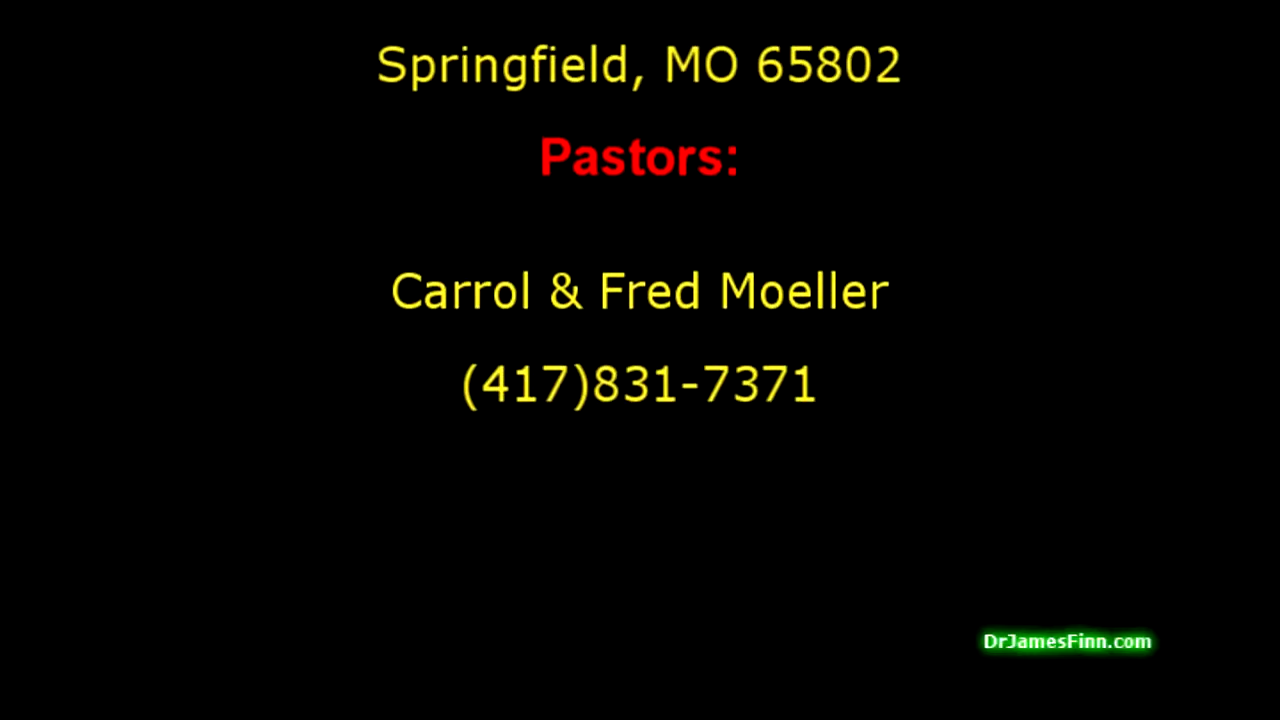 Springfield, MO 65802
Pastors:
Carrol & Fred Moeller
(417)831-7371
DrJamesFinn.com